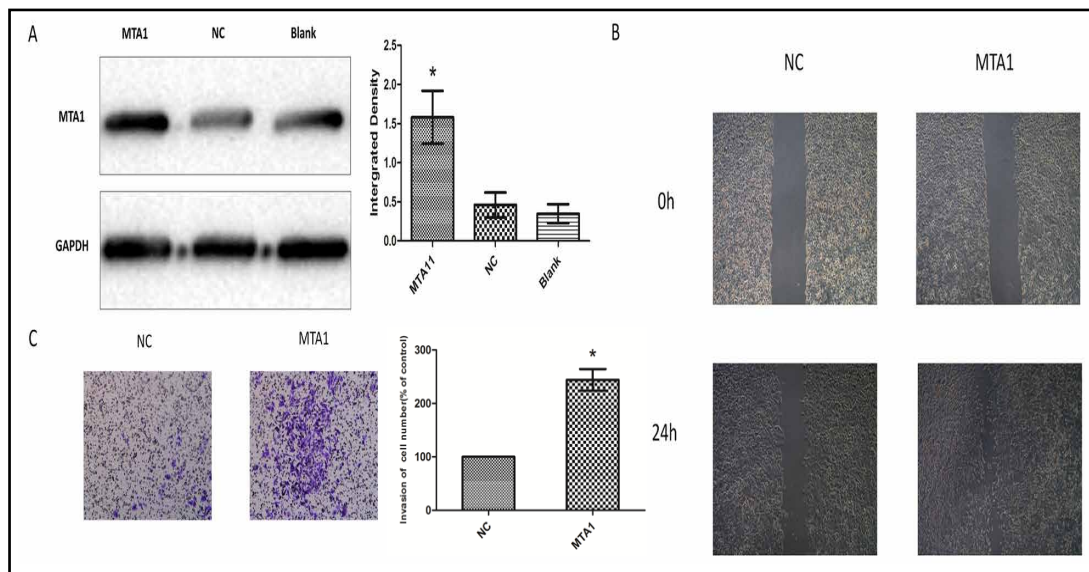 A
MTA1 NC Blank
MTA1
GAPDH
Intergrated Density
2.5
2.0
1.5
1.0
0.5
0.0
*
MTA11 NC Blank
B
NC MTA1
0h
24h
C
NC MTA1
Invasion of cell number(% of control)
300
200
100
0
*
NC MTA1